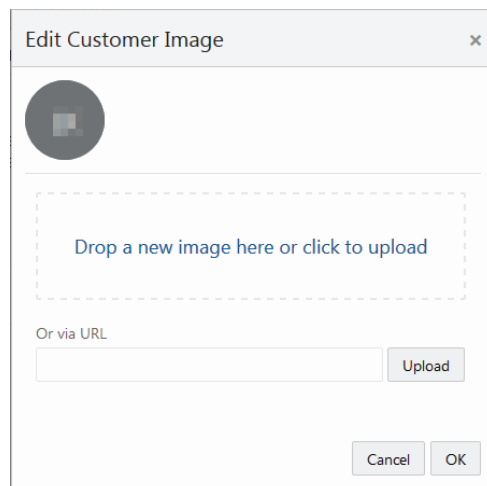 Edit Customer Image
×
Drop a new image here or click to upload
Or via URL
Upload
Cancel OK